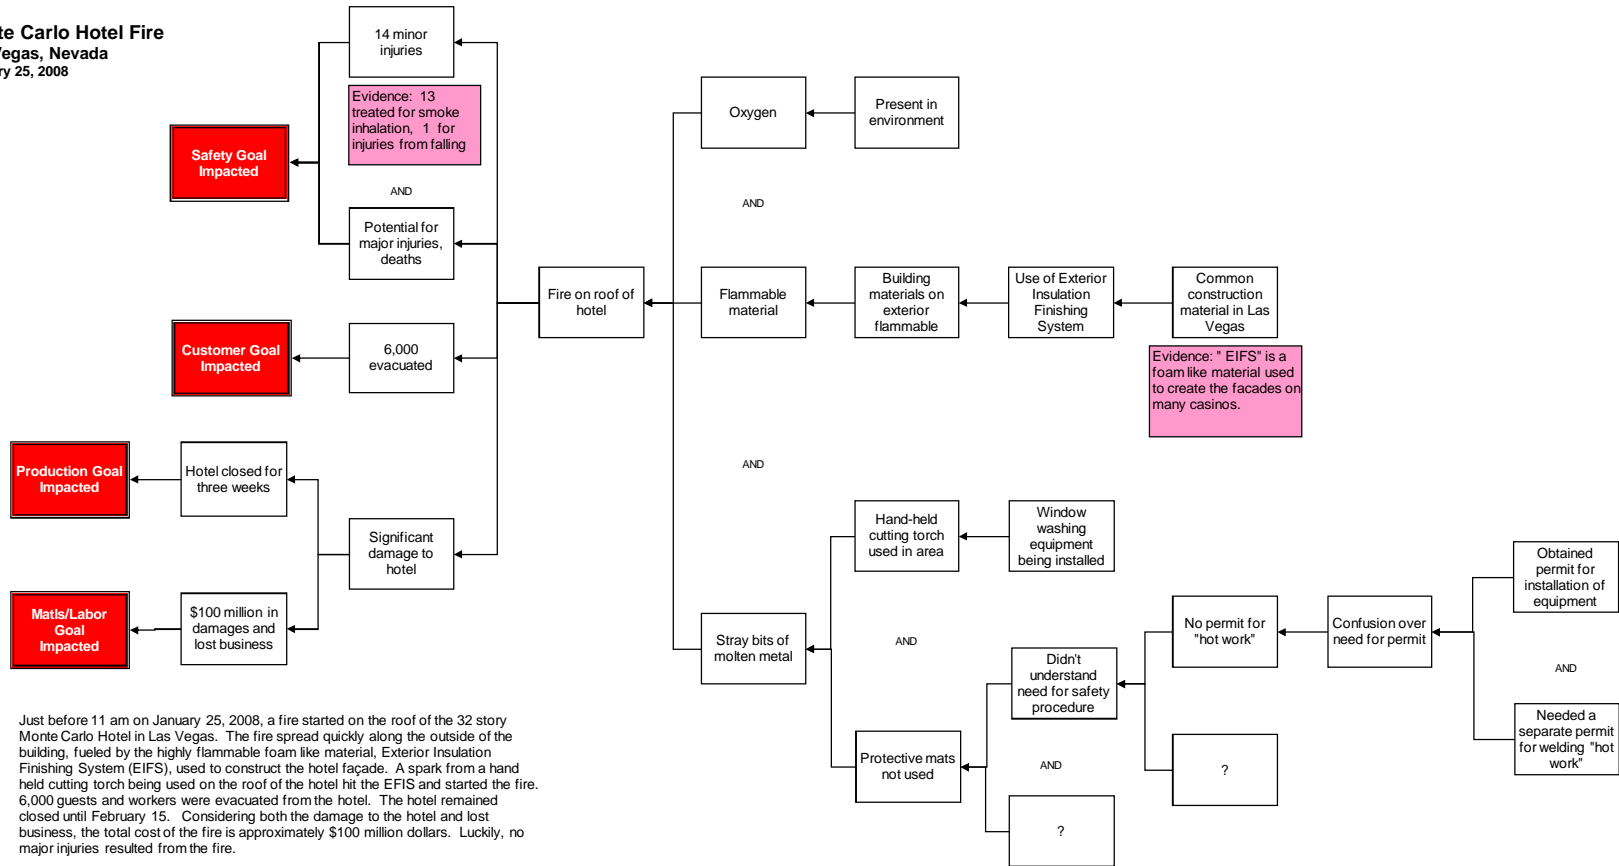 te Carlo Hotel Fire
Vegas, Nevada
ry 25, 2008
14 minor
injuries
Evidence: 13
treated for smoke
inhalation, 1 for
injuries from falling
Safety Goal
Impacted
AND
Potential for
major injuries,
deaths
Customer Goal
Impacted
6,000
evacuated
Production Goal
Impacted
Hotel closed for
three weeks
Significant
damage to
hotel
Matls/Labor
Goal
Impacted
$100 million in
damages and
lost business
Fire on roof of
hotel
Oxygen
Present in
environment
AND
Flammable
material
Building
materials on
exterior
flammable
Use of Exterior
Insulation
Finishing
System
Common
construction
material in Las
Vegas
Evidence: " EIFS" is a
foam like material used
to create the facades on
many casinos.
AND
Hand-held
cutting torch
used in area
Window
washing
equipment
being installed
Stray bits of
molten metal
AND
Protective mats
not used
Didn't
understand
need for safety
procedure
AND
?
No permit for
"hot work"
?
Confusion over
need for permit
Obtained
permit for
installation of
equipment
AND
Needed a
separate permit
for welding "hot
work"
Just before 11 am on January 25, 2008, a fire started on the roof of the 32 story
Monte Carlo Hotel in Las Vegas. The fire spread quickly along the outside of the
building, fueled by the highly flammable foam like material, Exterior Insulation
Finishing System (EIFS), used to construct the hotel façade. A spark from a hand
held cutting torch being used on the roof of the hotel hit the EFIS and started the fire.
6,000 guests and workers were evacuated from the hotel. The hotel remained
closed until February 15. Considering both the damage to the hotel and lost
business, the total cost of the fire is approximately $100 million dollars. Luckily, no
major injuries resulted from the fire.